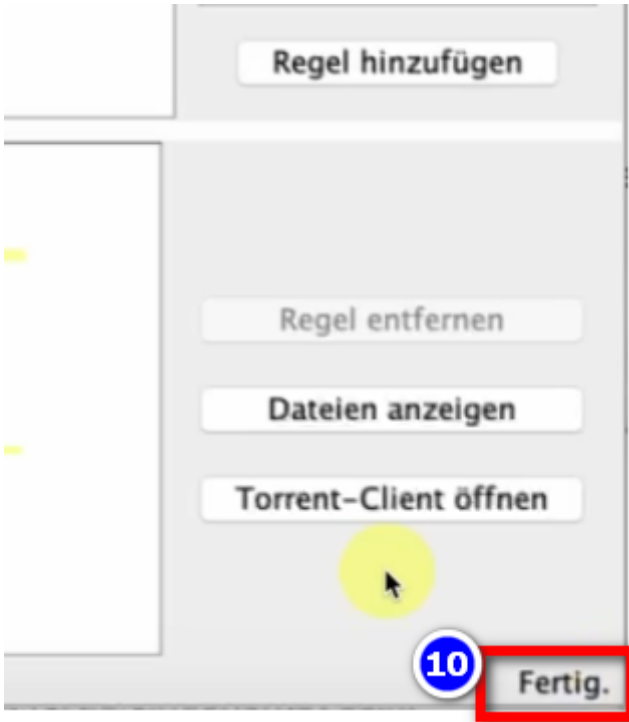 Regel hinzufügen
Regel entfernen
Dateien anzeigen
Torrent-Client öffnen
10
Fertig.